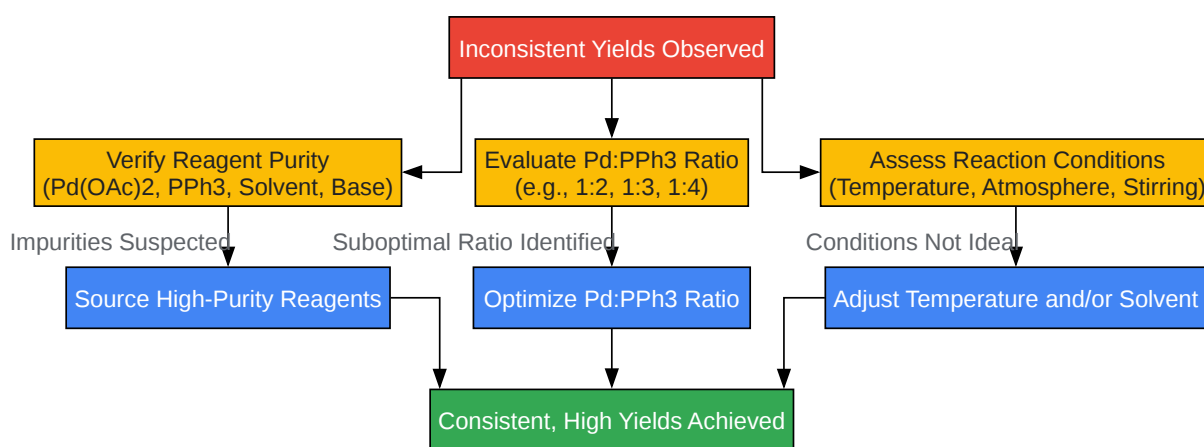 Inconsistent Yields Observed
Verify Reagent Purity
(Pd(OAc)2, PPh3, Solvent, Base)
Evaluate Pd:PPh3 Ratio
(e.g., 1:2, 1:3, 1:4)
Assess Reaction Conditions
(Temperature, Atmosphere, Stirring)
Impurities Suspected
Suboptimal Ratio Identified
Conditions Not Ideal
Source High-Purity Reagents
Optimize Pd:PPh3 Ratio
Adjust Temperature and/or Solvent
Consistent, High Yields Achieved